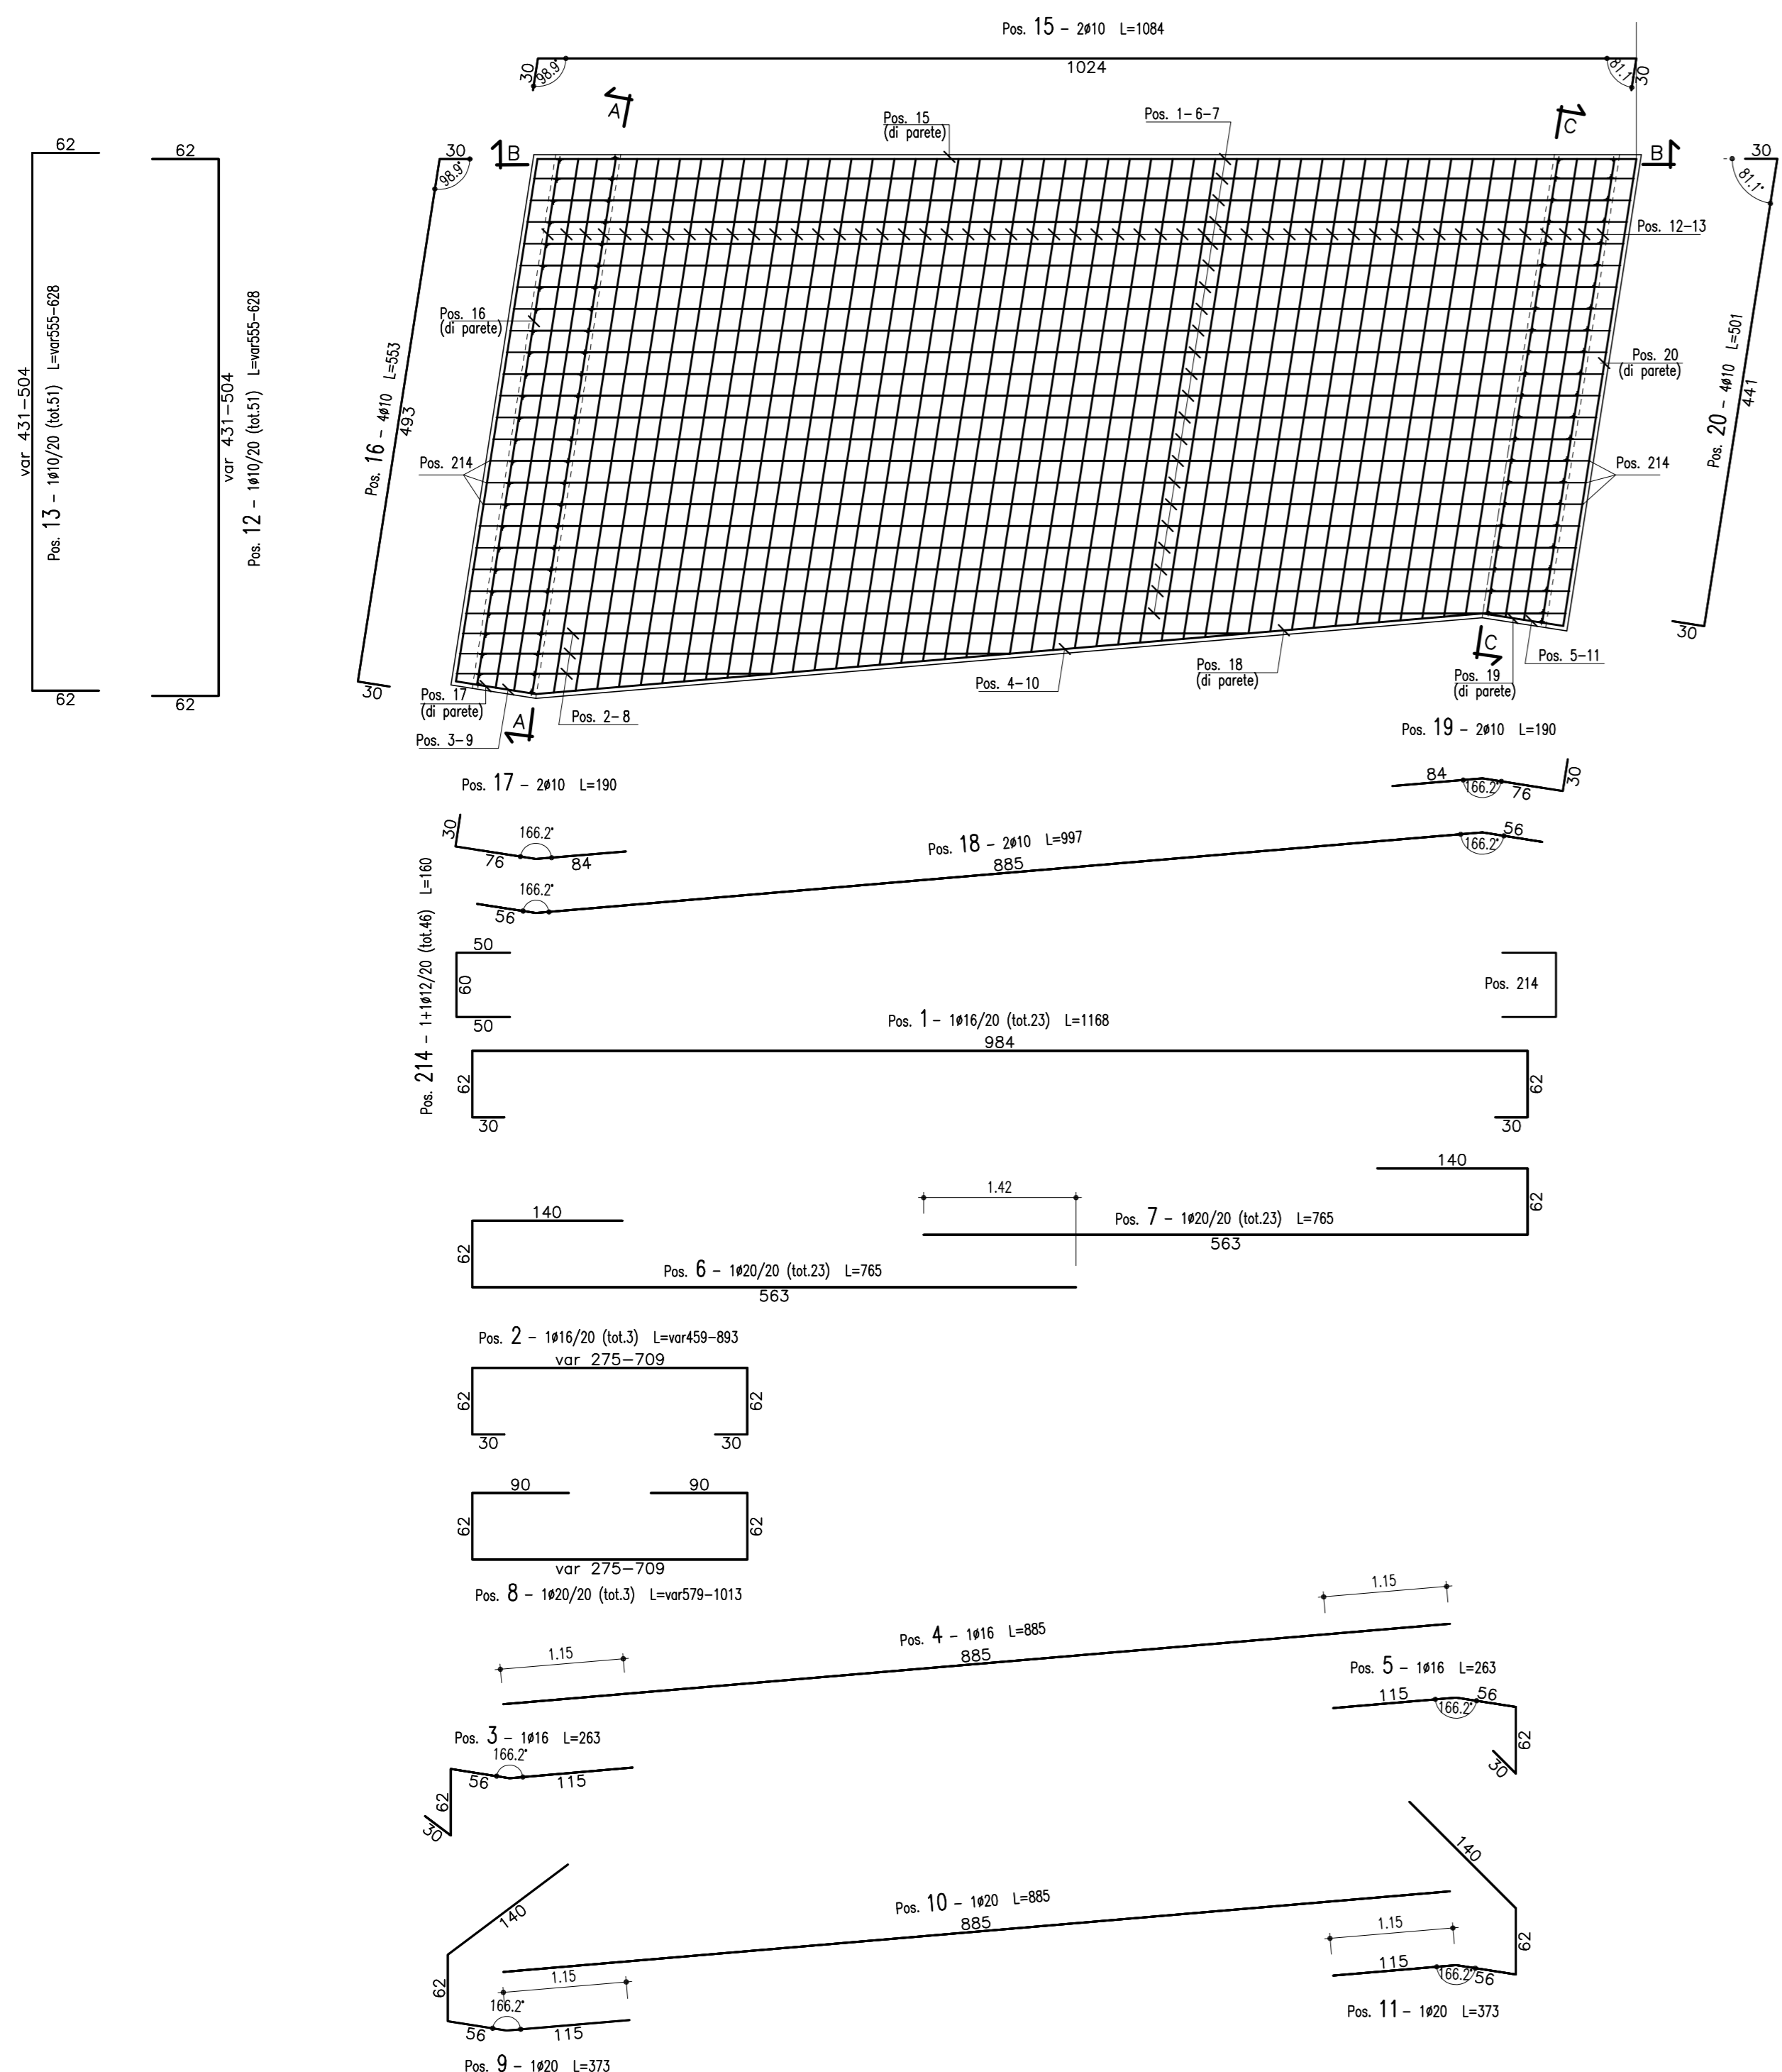 Pos. 15 - 2ø10 L=1084
1024
30
98.9°
81.1°
30
A
C
Pos. 15
(di parete)
Pos. 1-6-7
62
62
30
98.9°
B
B
30
81.1°
Pos. 12-13
var 431-504
Pos. 13 - 1ø10/20 (tot.51) L=var555-628
var 431-504
Pos. 12 - 1ø10/20 (tot.51) L=var555-628
62
62
Pos. 16 - 4ø10 L=553
493
30
Pos. 16
(di parete)
Pos. 20
(di parete)
Pos. 20 - 4ø10 L=501
441
30
Pos. 214
Pos. 214
Pos. 17
(di parete)
Pos. 3-9
A
Pos. 2-8
Pos. 4-10
Pos. 18
(di parete)
C
Pos. 19
(di parete)
Pos. 5-11
Pos. 19 - 2ø10 L=190
84
166.2°
76
30
Pos. 17 - 2ø10 L=190
30
76
166.2°
84
Pos. 18 - 2ø10 L=997
885
56
166.2°
166.2°
56
Pos. 214 - 1+1ø12/20 (tot.46) L=160
50
60
50
Pos. 214
Pos. 1 - 1ø16/20 (tot.23) L=1168
984
62
30
62
30
140
62
1.42
Pos. 7 - 1ø20/20 (tot.23) L=765
563
140
62
Pos. 6 - 1ø20/20 (tot.23) L=765
563
Pos. 2 - 1ø16/20 (tot.3) L=var459-893
var 275-709
62
62
30
30
90
90
62
62
var 275-709
Pos. 8 - 1ø20/20 (tot.3) L=var579-1013
1.15
1.15
Pos. 4 - 1ø16 L=885
885
Pos. 5 - 1ø16 L=263
115
166.2°
56
62
30
Pos. 3 - 1ø16 L=263
166.2°
56
115
62
30
140
140
Pos. 10 - 1ø20 L=885
885
1.15
1.15
62
62
166.2°
56
115
115
166.2°
56
Pos. 11 - 1ø20 L=373
Pos. 9 - 1ø20 L=373